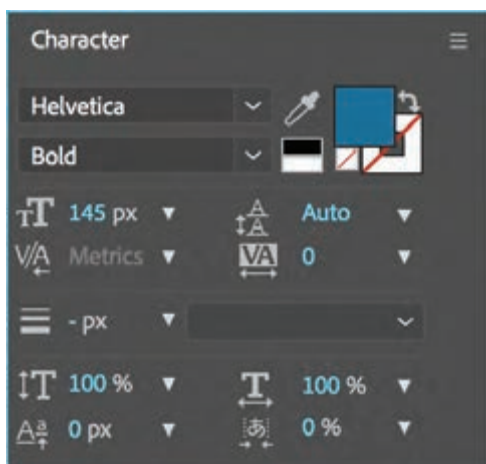 Character
Helvetica
Bold
145 px Auto
Metrics 0
- px
100 % 100 %
0 px 0 %